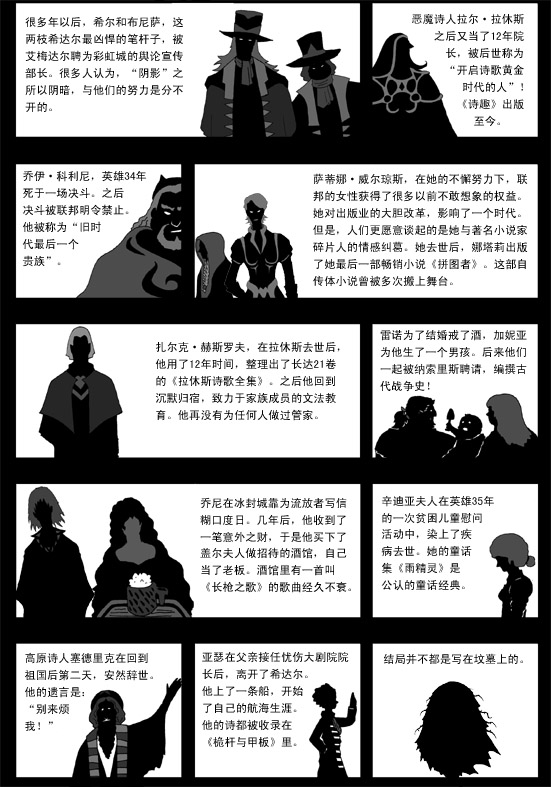 很多年以后，希尔和布尼萨，这
两枝希达尔最凶悍的笔杆子，被
艾梅达尔聘为彩虹城的舆论宣传
部长。很多人认为，“阴影”之
所以阴暗，与他们的努力是分不
开的。
恶魔诗人拉尔·拉休斯
之后又当了12年院
长，被后世称为
“开启诗歌黄金
时代的人”！
《诗趣》出版
至今。
乔伊·科利尼，英雄34年
死于一场决斗。之后
决斗被联邦明令禁止。
他被称为“旧时
代最后一个
贵族”。
萨蒂娜·威尔琼斯，在她的不懈努力下，联
邦的女性获得了很多以前不敢想象的权益。
她对出版业的大胆改革，影响了一个时代。
但是，人们更愿意谈起的是她与著名小说家
碎片人的情感纠葛。她去世后，娜塔莉出版
了她最后一部畅销小说《拼图者》。这部自
传体小说曾被多次搬上舞台。
扎尔克·赫斯罗夫，在拉休斯去世后，
他用了12年时间，整理出了长达21卷
的《拉休斯诗歌全集》。之后他回到
沉默归宿，致力于家族成员的文法教
育。他再没有为任何人做过管家。
雷诺为了结婚戒了酒，加妮亚
为他生了一个男孩。后来他们
一起被纳索里斯聘请，编撰古
代战争史！
乔尼在冰封城靠为流放者写信
糊口度日。几年后，他收到了
一笔意外之财，于是他买下了
盖尔夫人做招待的酒馆，自己
当了老板。酒馆里有一首叫
《长枪之歌》的歌曲经久不衰。
辛迪亚夫人在英雄35年
的一次贫困儿童慰问
活动中，染上了疾
病去世。她的童话
集《雨精灵》是
公认的童话经典。
高原诗人塞德里克在回到
祖国后第二天，安然辞世。
他的遗言是：
“别来烦
我！”
亚瑟在父亲接任忧伤大剧院院
长后，离开了希达尔。
他上了一条船，开始
了自己的航海生涯。
他的诗都被收录在
《桅杆与甲板》里。
结局并不都是写在坟墓上的。